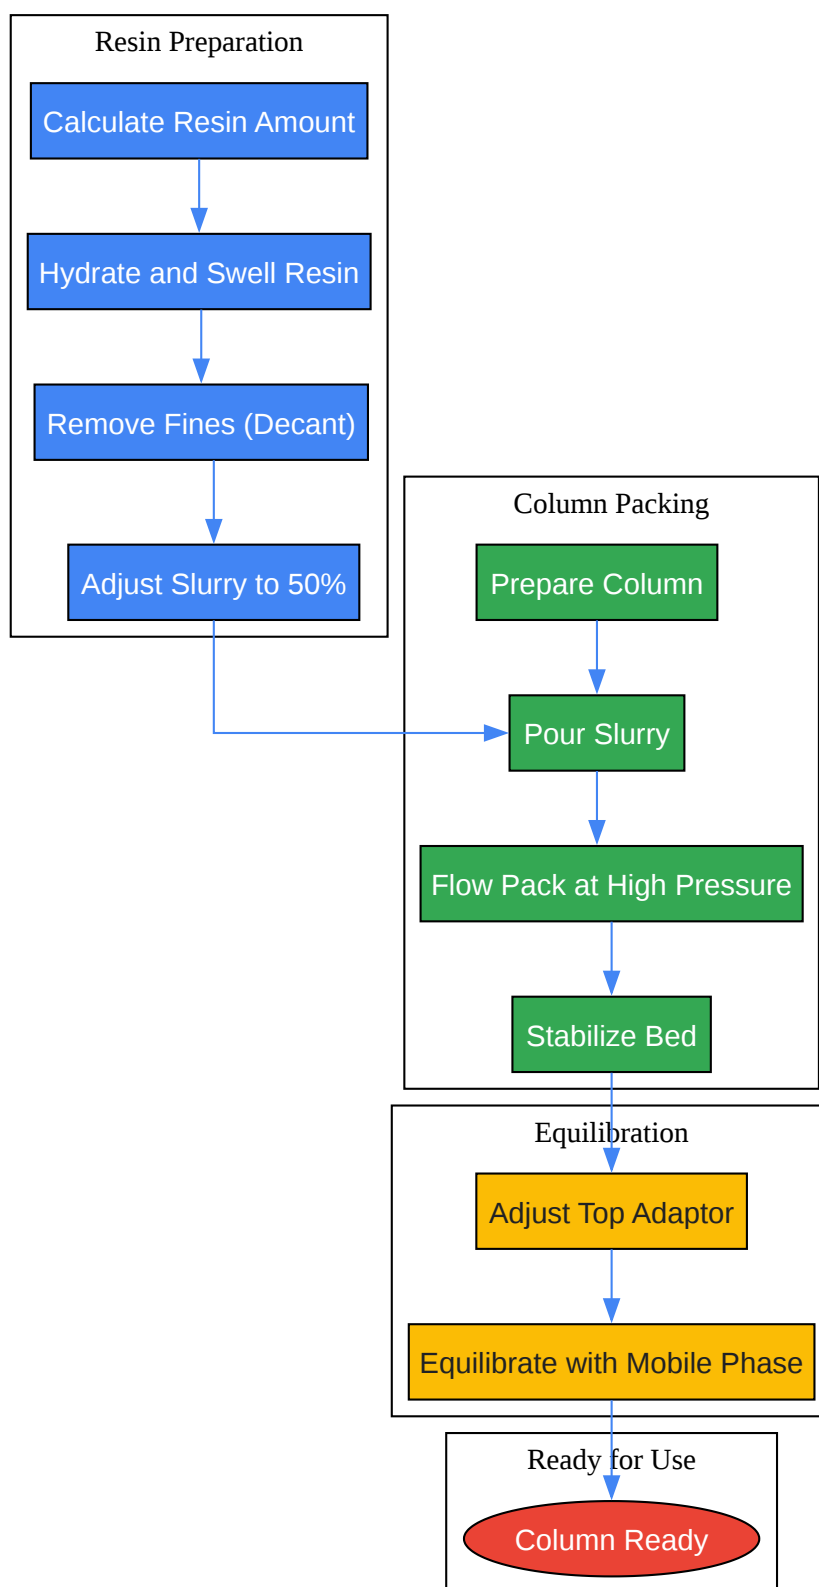 Resin Preparation
Calculate Resin Amount
Hydrate and Swell Resin
Remove Fines (Decant)
Adjust Slurry to 50%
Column Packing
Prepare Column
Pour Slurry
Flow Pack at High Pressure
Stabilize Bed
Equilibration
Adjust Top Adaptor
Equilibrate with Mobile Phase
Ready for Use
Column Ready